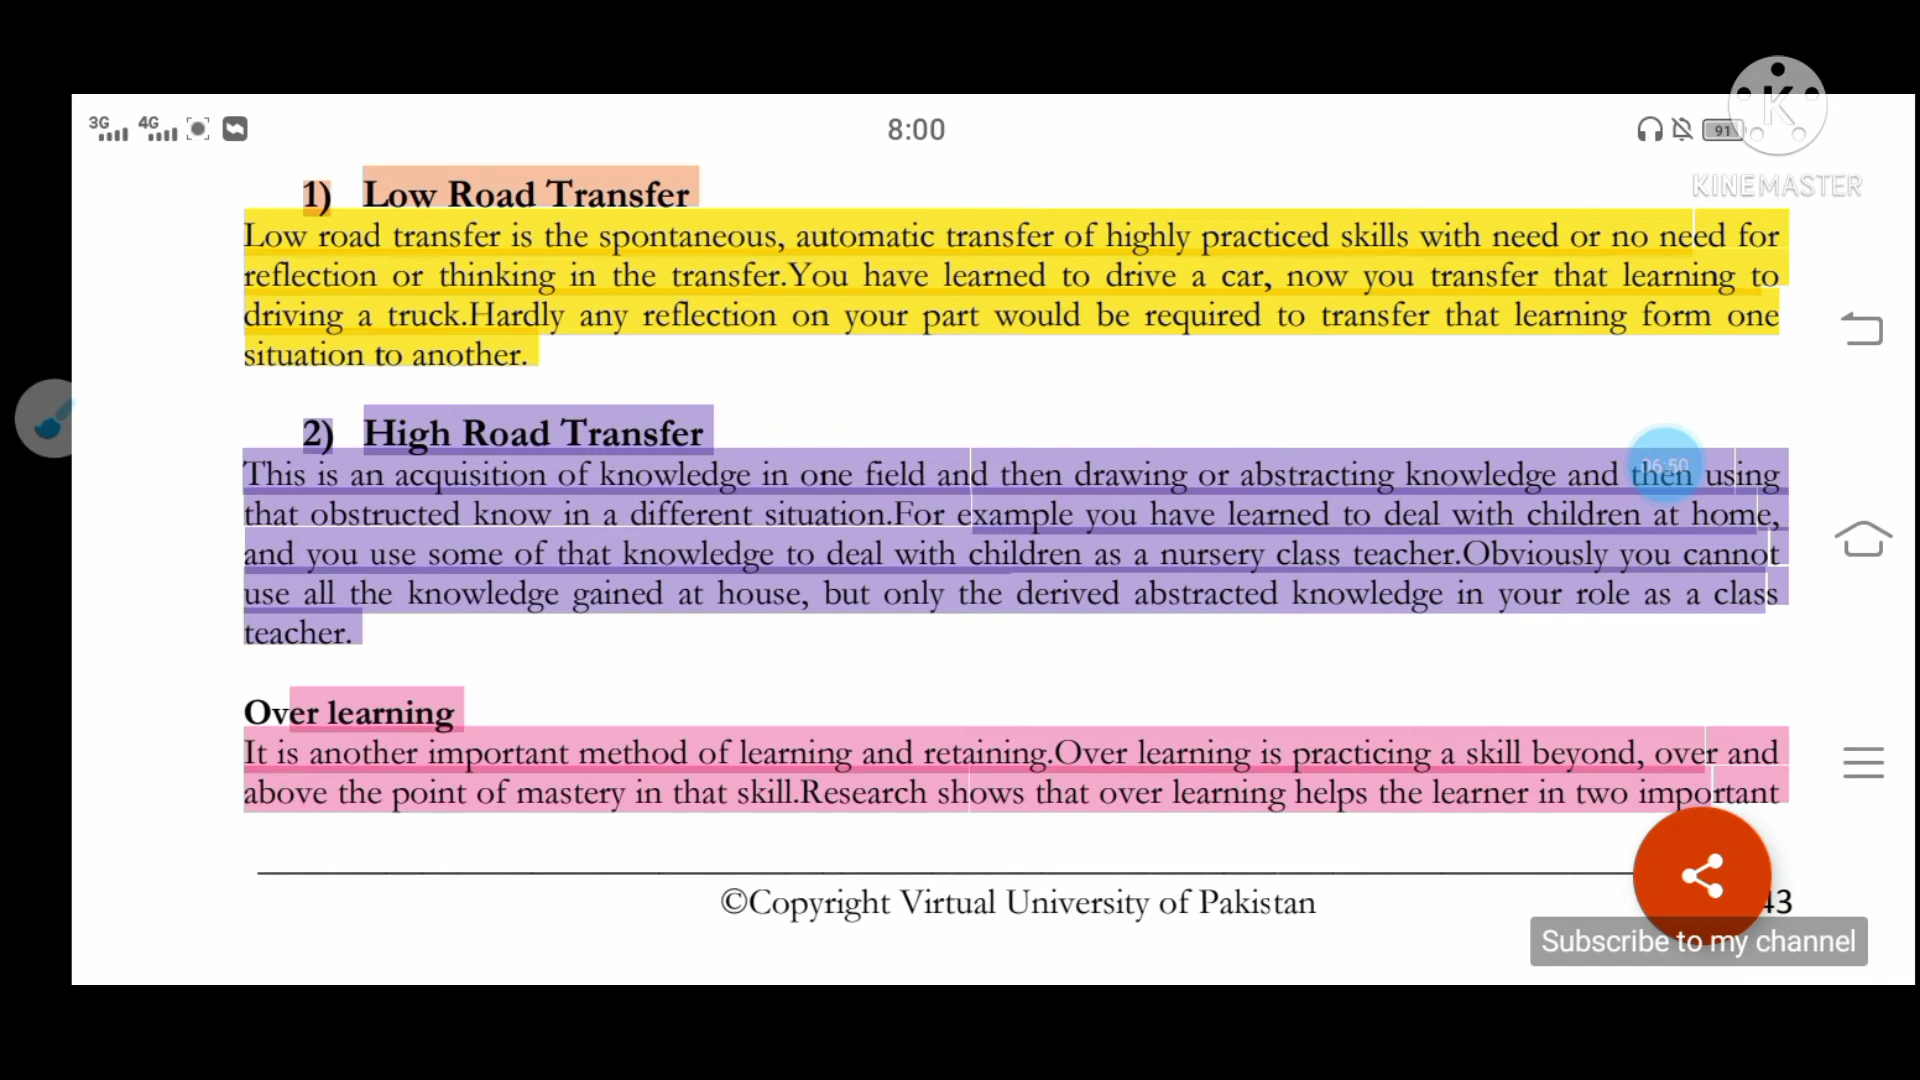 3G 4G 8:00 91
K
KINEMASTER
1) Low Road Transfer
Low road transfer is the spontaneous, automatic transfer of highly practiced skills with need or no need for
reflection or thinking in the transfer.You have learned to drive a car, now you transfer that learning to
driving a truck.Hardly any reflection on your part would be required to transfer that learning form one
situation to another.
2) High Road Transfer
This is an acquisition of knowledge in one field and then drawing or abstracting knowledge and then using
06:50
that obstructed know in a different situation.For example you have learned to deal with children at home,
and you use some of that knowledge to deal with children as a nursery class teacher.Obviously you cannot
use all the knowledge gained at house, but only the derived abstracted knowledge in your role as a class
teacher.
Over learning
It is another important method of learning and retaining.Over learning is practicing a skill beyond, over and
above the point of mastery in that skill.Research shows that over learning helps the learner in two important
©Copyright Virtual University of Pakistan
Subscribe to my channel